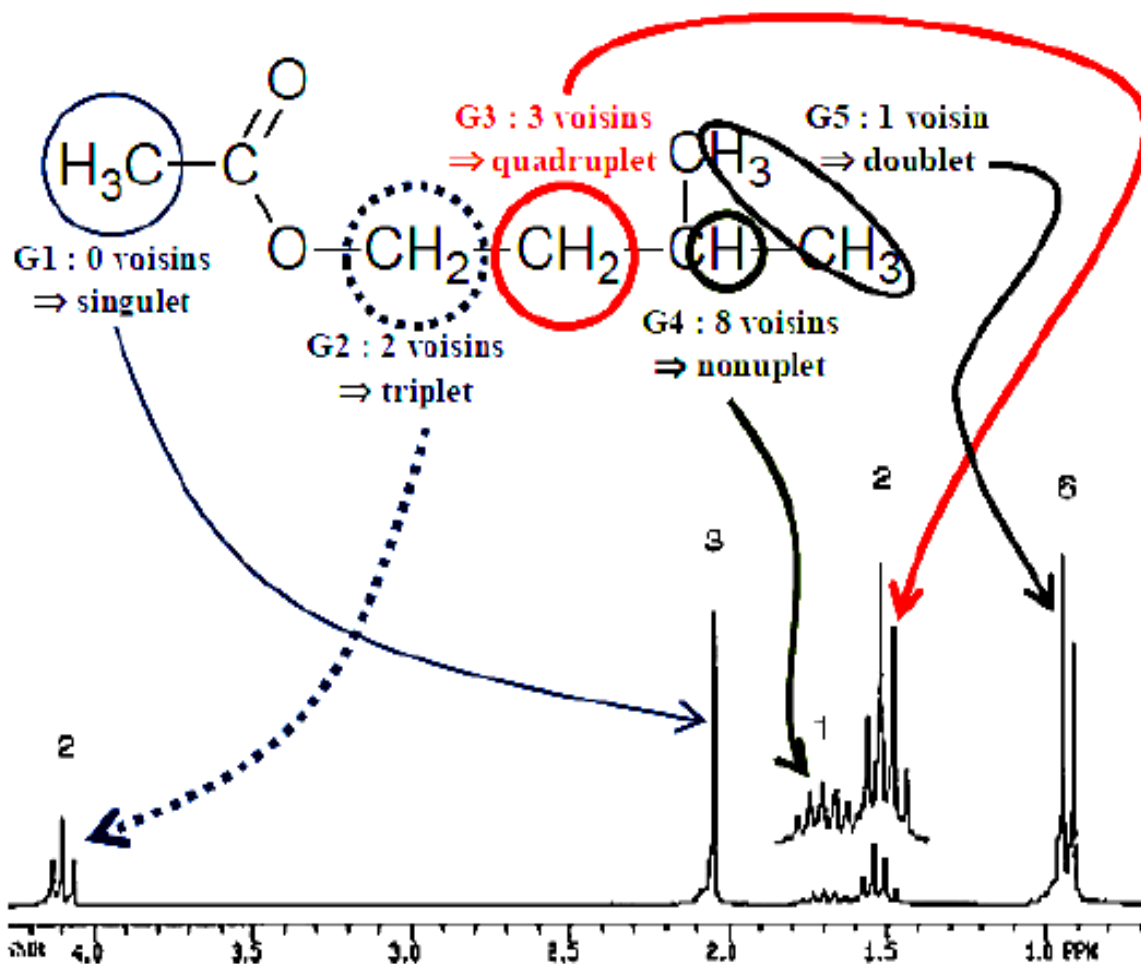 O
G3 : 3 voisins
⇒ quadruplet
G5 : 1 voisin
⇒ doublet
H₃C
C
CH₃
O
CH₂
CH₂
CH
CH₃
G1 : 0 voisins
⇒ singulet
G2 : 2 voisins
⇒ triplet
G4 : 8 voisins
⇒ nonuplet
2
3
1
2
6
4.0
3.5
3.0
2.5
2.0
1.5
1.0 PPM